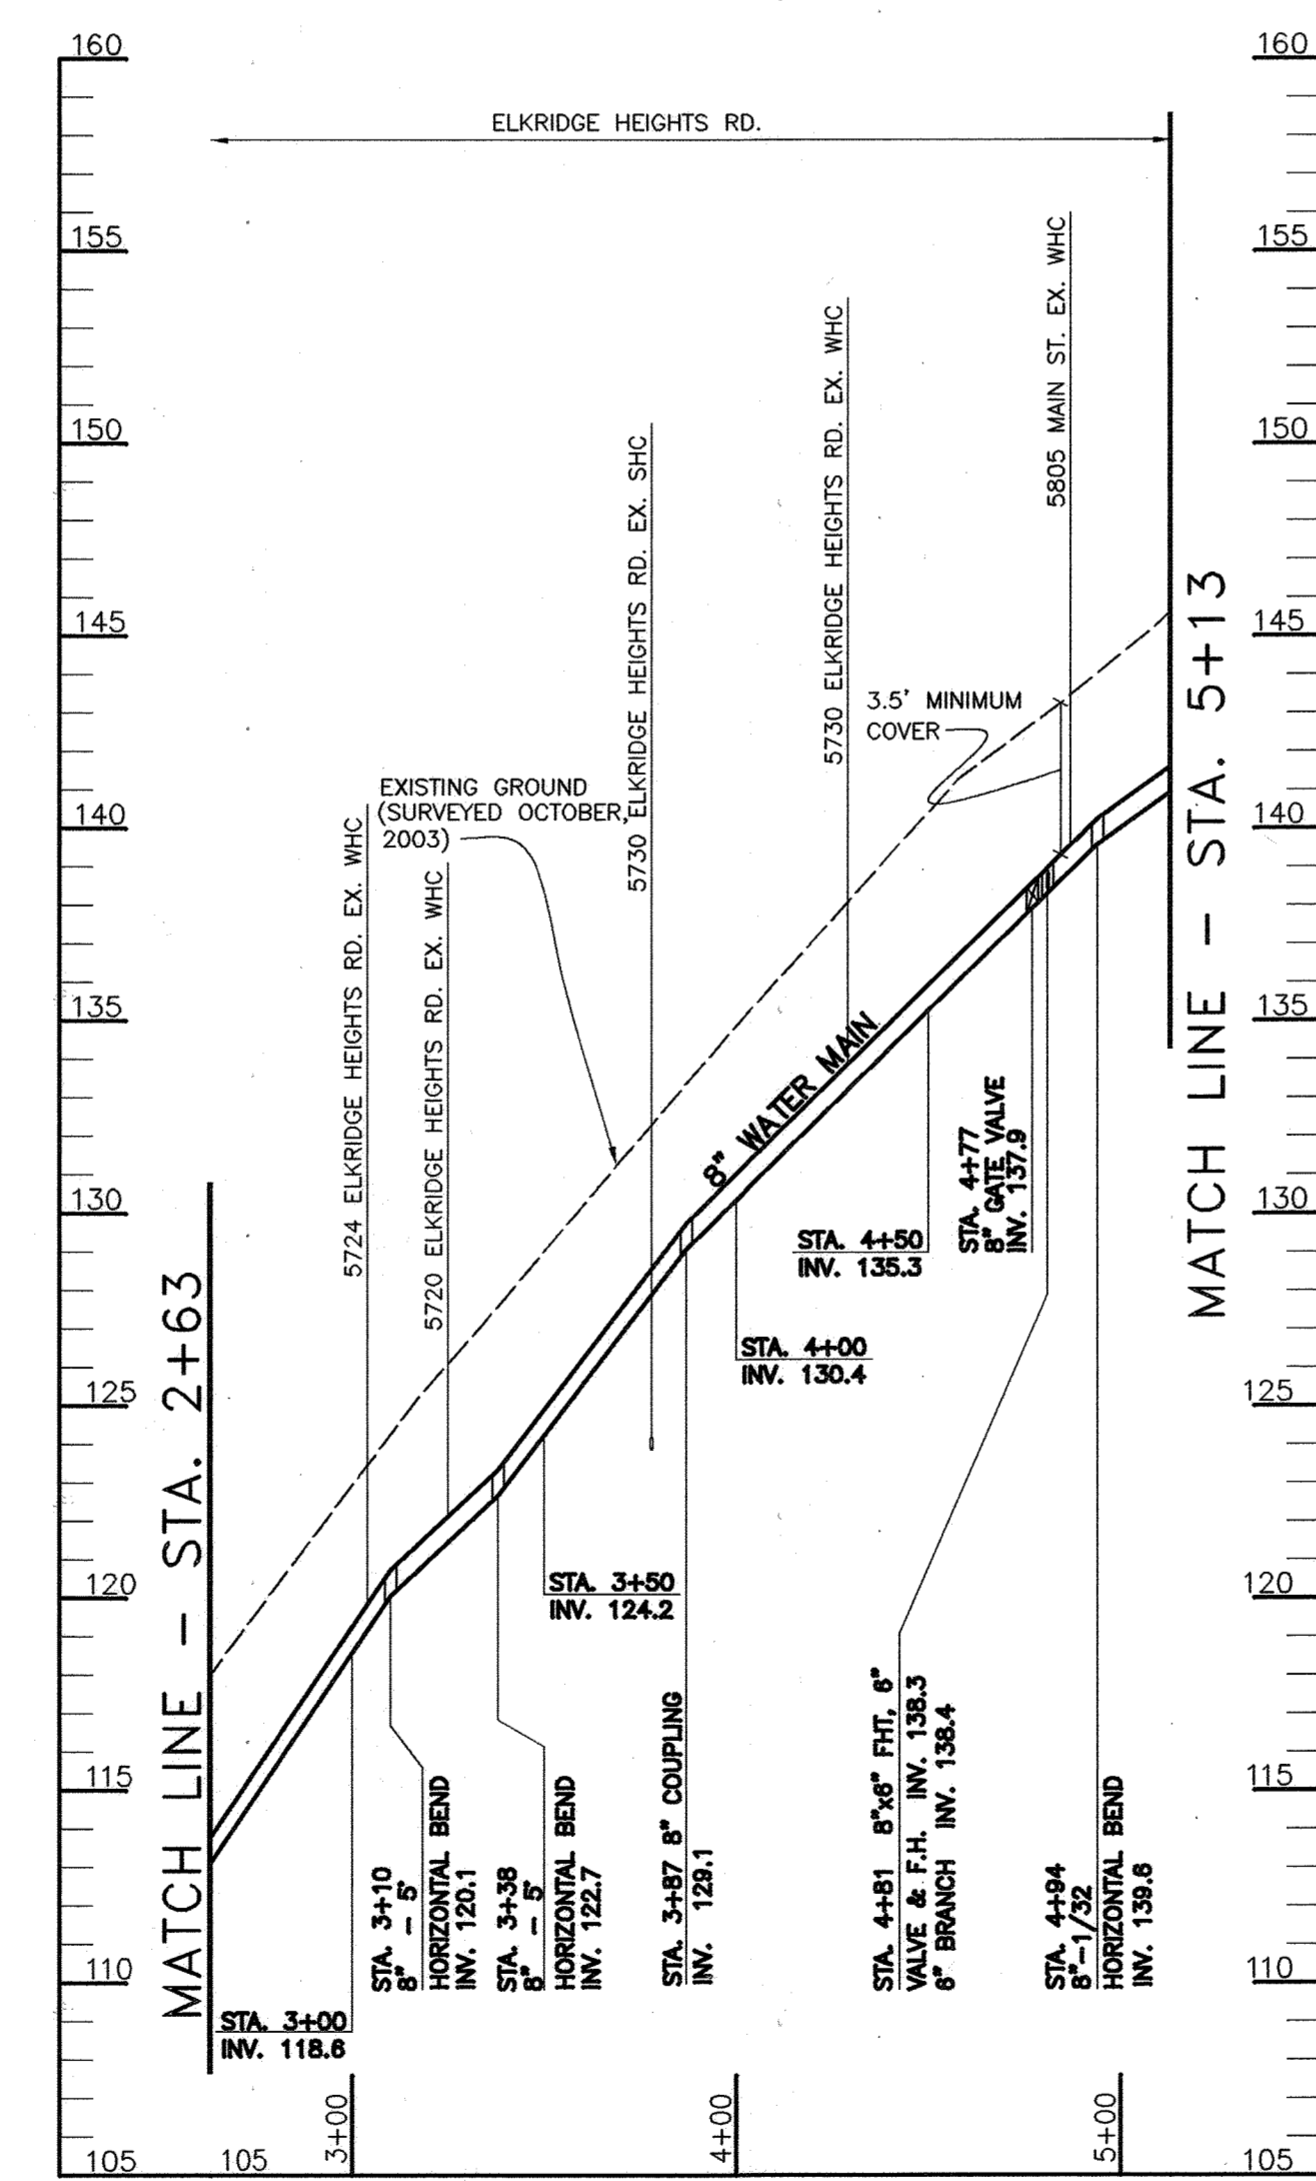 160
160
ELKRIDGE HEIGHTS RD.
155
155
150
150
145
145
140
140
135
135
130
130
125
125
120
120
115
115
110
110
105
105
105
3+00
4+00
5+00
MATCH LINE - STA. 2+63
MATCH LINE - STA. 5+13
5724 ELKRIDGE HEIGHTS RD. EX. WHC
5720 ELKRIDGE HEIGHTS RD. EX. WHC
5730 ELKRIDGE HEIGHTS RD. EX. SHC
5730 ELKRIDGE HEIGHTS RD. EX. WHC
5805 MAIN ST. EX. WHC
EXISTING GROUND
(SURVEYED OCTOBER,
2003)
3.5' MINIMUM
COVER
8" WATER MAIN
STA. 3+00
INV. 118.6
STA. 3+10
8" - 5°
HORIZONTAL BEND
INV. 120.1
STA. 3+38
8" - 5°
HORIZONTAL BEND
INV. 122.7
STA. 3+50
INV. 124.2
STA. 3+87 8" COUPLING
INV. 129.1
STA. 4+00
INV. 130.4
STA. 4+50
INV. 135.3
STA. 4+77
8" GATE VALVE
INV. 137.9
STA. 4+81 8"x6" FHT, 6"
VALVE & F.H. INV. 138.3
6" BRANCH INV. 138.4
STA. 4+94
8"-1/32
HORIZONTAL BEND
INV. 139.6